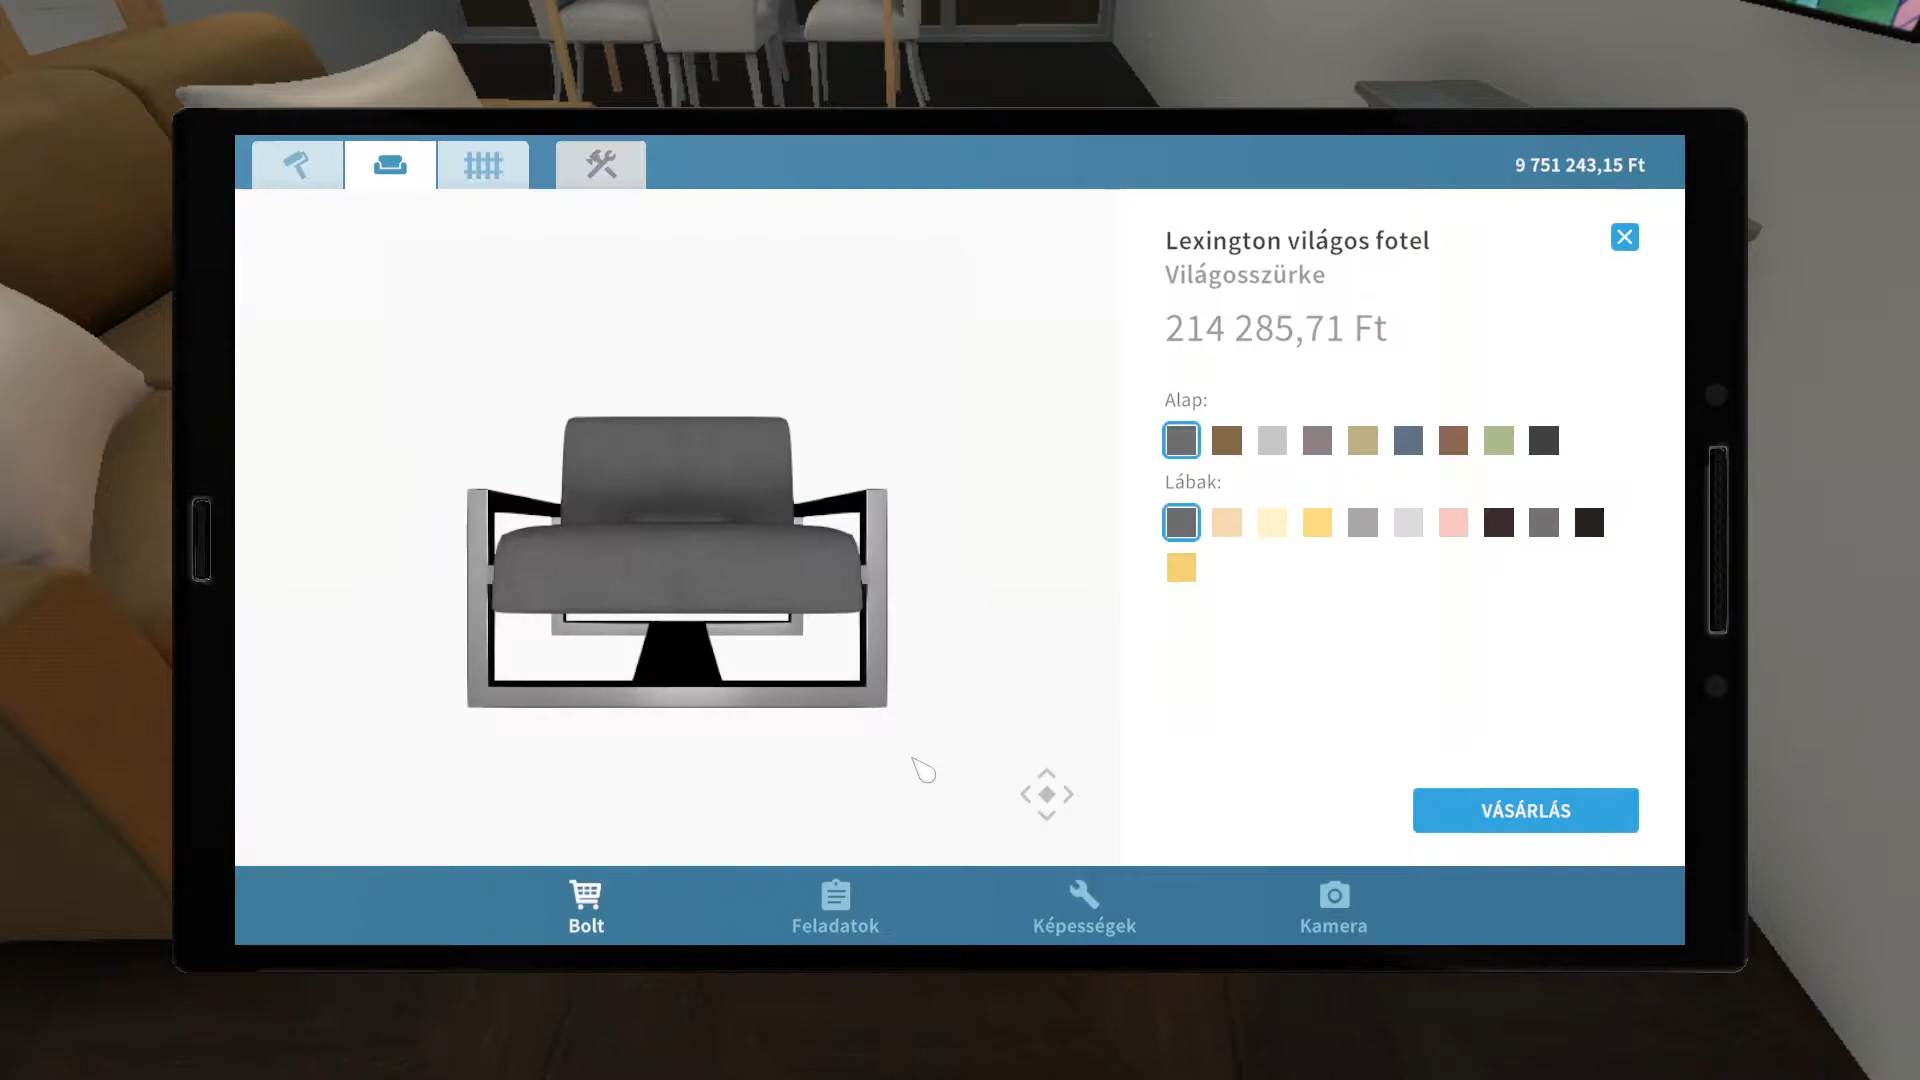 9 751 243,15 Ft
Lexington világos fotel
Világosszürke
214 285,71 Ft
Alap:
Lábak:
VÁSÁRLÁS
Bolt
Feladatok
Képességek
Kamera